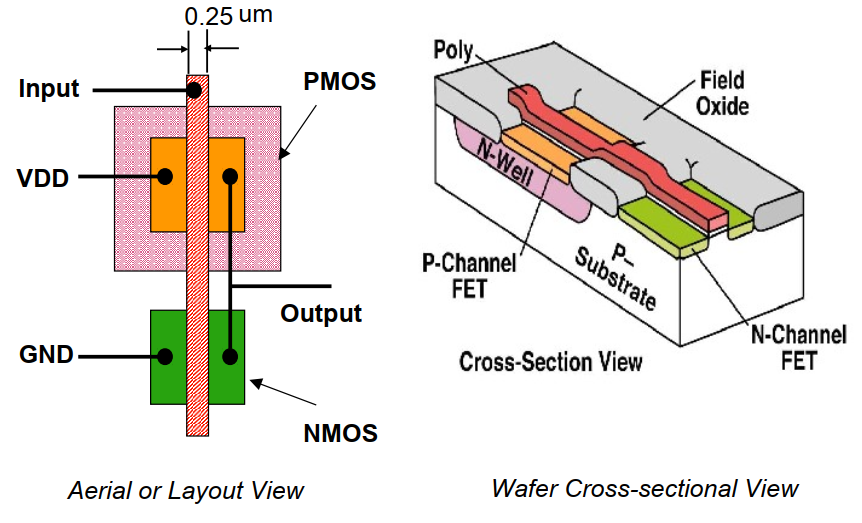 0.25 um
Input
PMOS
VDD
Output
GND
NMOS
Aerial or Layout View
Poly
Field
Oxide
N-Well
P-Channel
FET
P–
Substrate
N-Channel
FET
Cross-Section View
Wafer Cross-sectional View